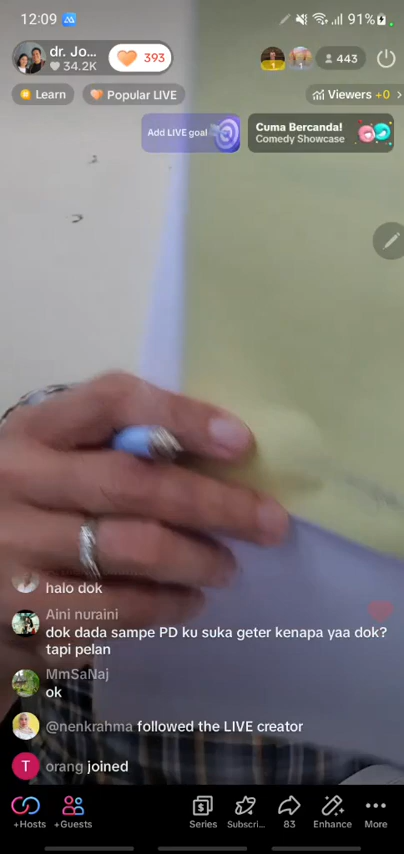 12:09
91%
dr. Jo...
34.2K
393
443
Learn
Popular LIVE
Viewers +0 >
Add LIVE goal
Cuma Bercanda!
Comedy Showcase
halo dok
Aini nuraini
dok dada sampe PD ku suka geter kenapa yaa dok?
tapi pelan
MmSaNaj
ok
@nenkrahma followed the LIVE creator
T
orang joined
+Hosts
+Guests
Series
Subscri...
83
Enhance
More